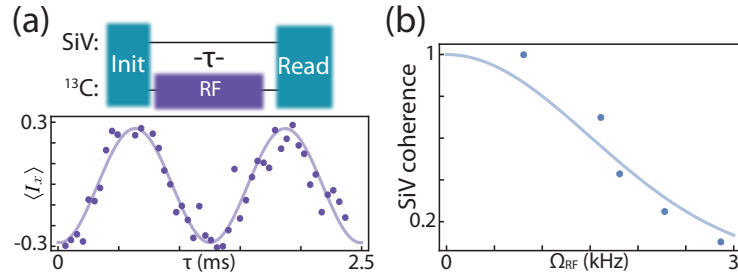 (a)
SiV:
Init
-τ-
Read
¹³C:
RF
0.3
⟨Iₓ⟩
-0.3
0
τ (ms)
2.5
(b)
1
SiV coherence
0.2
0
Ω_RF (kHz)
3